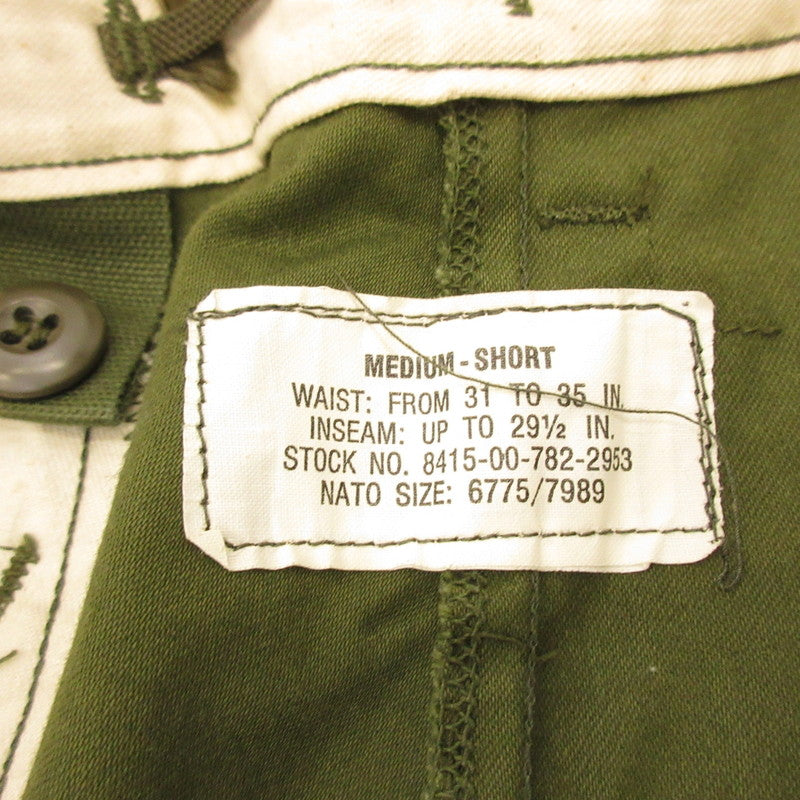 MEDIUM - SHORT
WAIST: FROM 31 TO 35 IN.
INSEAM: UP TO 29½ IN.
STOCK NO. 8415-00-782-2953
NATO SIZE: 6775/7989